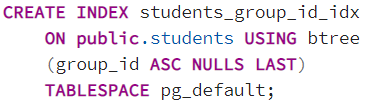 CREATE INDEX students_group_id_idx
ON public.students USING btree
(group_id ASC NULLS LAST)
TABLESPACE pg_default;